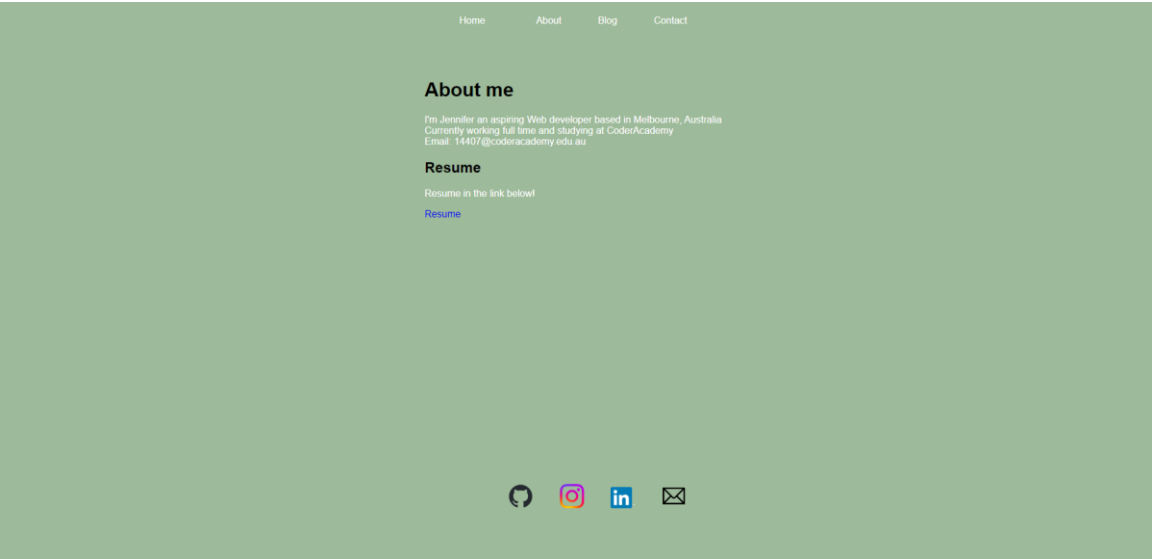 Home About Blog Contact
About me
I'm Jennifer an aspiring Web developer based in Melbourne, Australia
Currently working full time and studying at CoderAcademy
Email: 14407@coderacademy.edu.au
Resume
Resume in the link below!
Resume
in